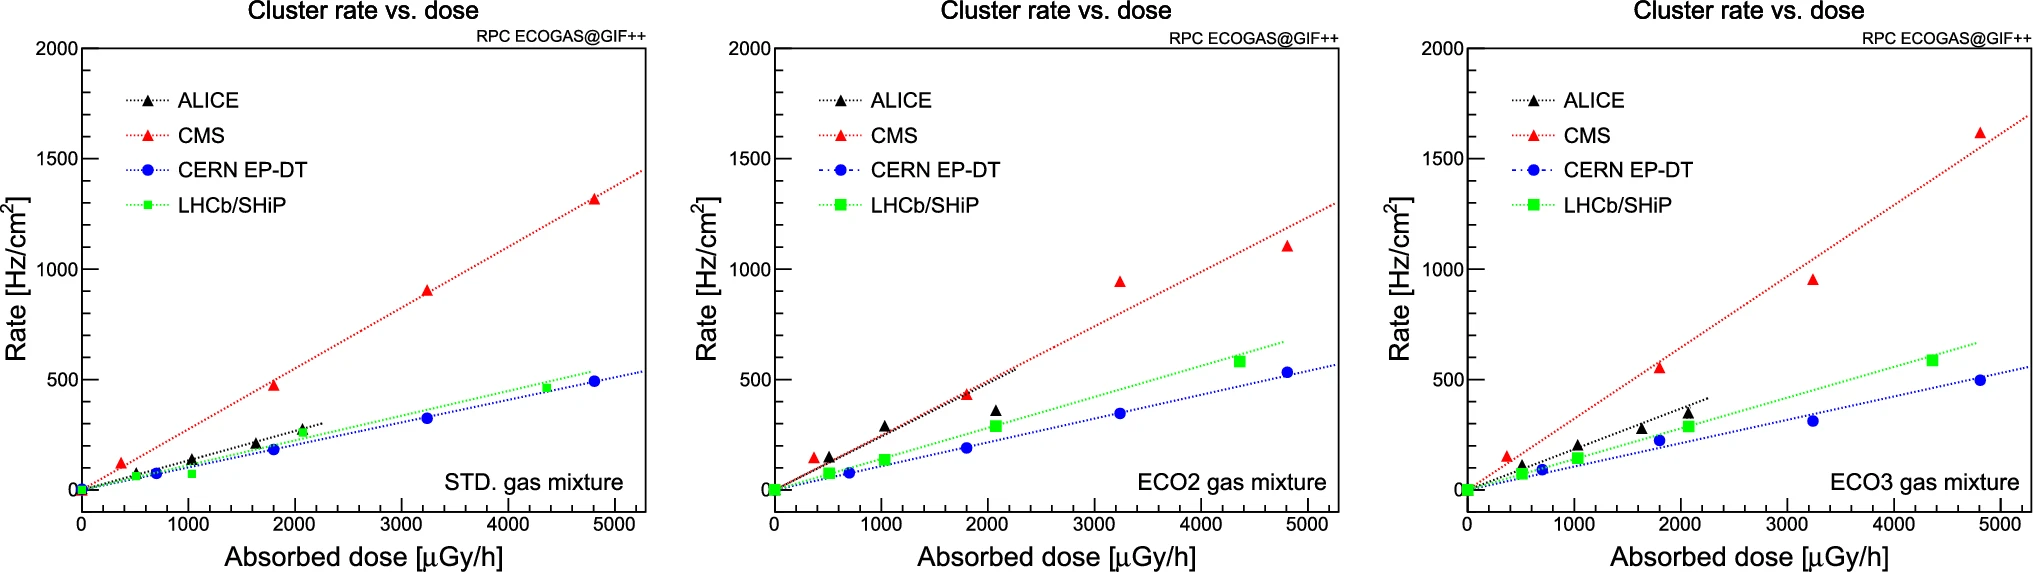 Cluster rate vs. dose
RPC ECOGAS@GIF++
2000
1500
1000
500
0
Rate [Hz/cm²]
ALICE
CMS
CERN EP-DT
LHCb/SHiP
STD. gas mixture
0 1000 2000 3000 4000 5000
Absorbed dose [μGy/h]
Cluster rate vs. dose
RPC ECOGAS@GIF++
2000
1500
1000
500
0
Rate [Hz/cm²]
ALICE
CMS
CERN EP-DT
LHCb/SHiP
ECO2 gas mixture
0 1000 2000 3000 4000 5000
Absorbed dose [μGy/h]
Cluster rate vs. dose
RPC ECOGAS@GIF++
2000
1500
1000
500
0
Rate [Hz/cm²]
ALICE
CMS
CERN EP-DT
LHCb/SHiP
ECO3 gas mixture
0 1000 2000 3000 4000 5000
Absorbed dose [μGy/h]